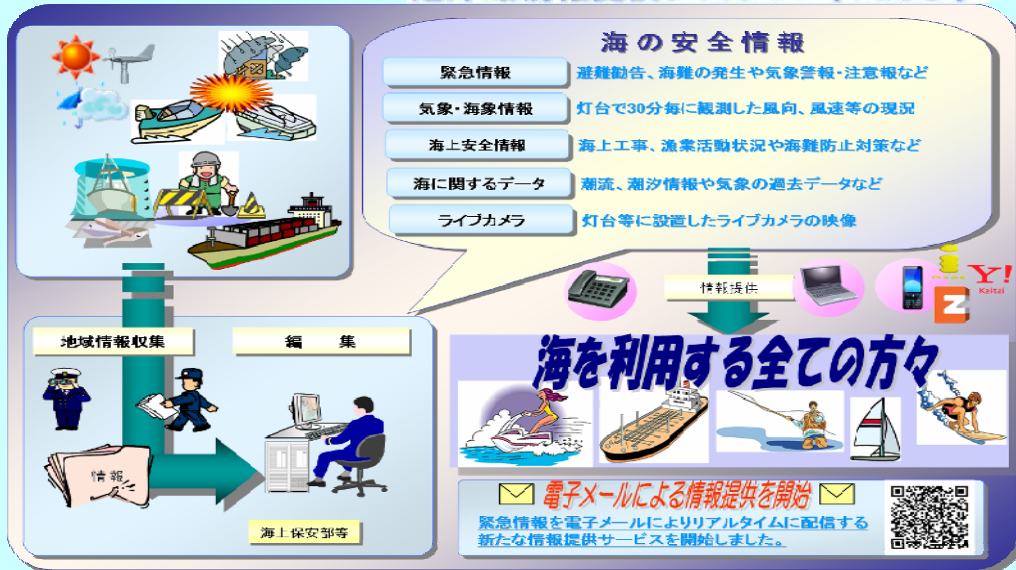 海の安全情報
緊急情報 避難勧告、海難の発生や気象警報・注意報など
気象・海象情報 灯台で30分毎に観測した風向、風速等の現況
海上安全情報 海上工事、漁業活動状況や海難防止対策など
海に関するデータ 潮流、潮汐情報や気象の過去データなど
ライブカメラ 灯台等に設置したライブカメラの映像
情報提供
Y!
Keitai
地域情報収集
編 集
情報
海上保安部等
海を利用する全ての方々
電子メールによる情報提供を開始
緊急情報を電子メールによりリアルタイムに配信する
新たな情報提供サービスを開始しました。